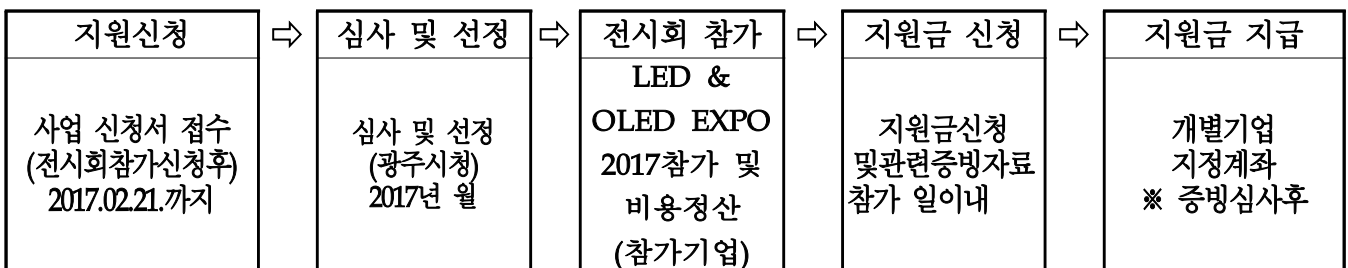 지원신청
⇨
심사 및 선정
⇨
전시회 참가
⇨
지원금 신청
⇨
지원금 지급
사업 신청서 접수
(전시회참가신청후)
2017.02.21.까지
심사 및 선정
(광주시청)
2017년 월
LED &
OLED EXPO
2017참가 및
비용정산
(참가기업)
지원금신청
및관련증빙자료
참가 일이내
개별기업
지정계좌
※ 증빙심사후